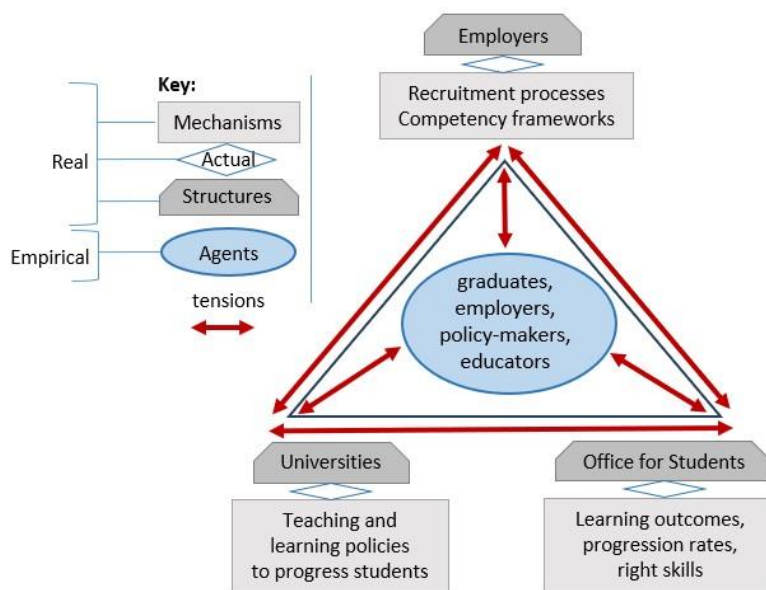 Key:
Mechanisms
Actual
Structures
Real
Agents
Empirical
tensions
Employers
Recruitment processes
Competency frameworks
graduates,
employers,
policy-makers,
educators
Universities
Teaching and
learning policies
to progress students
Office for Students
Learning outcomes,
progression rates,
right skills